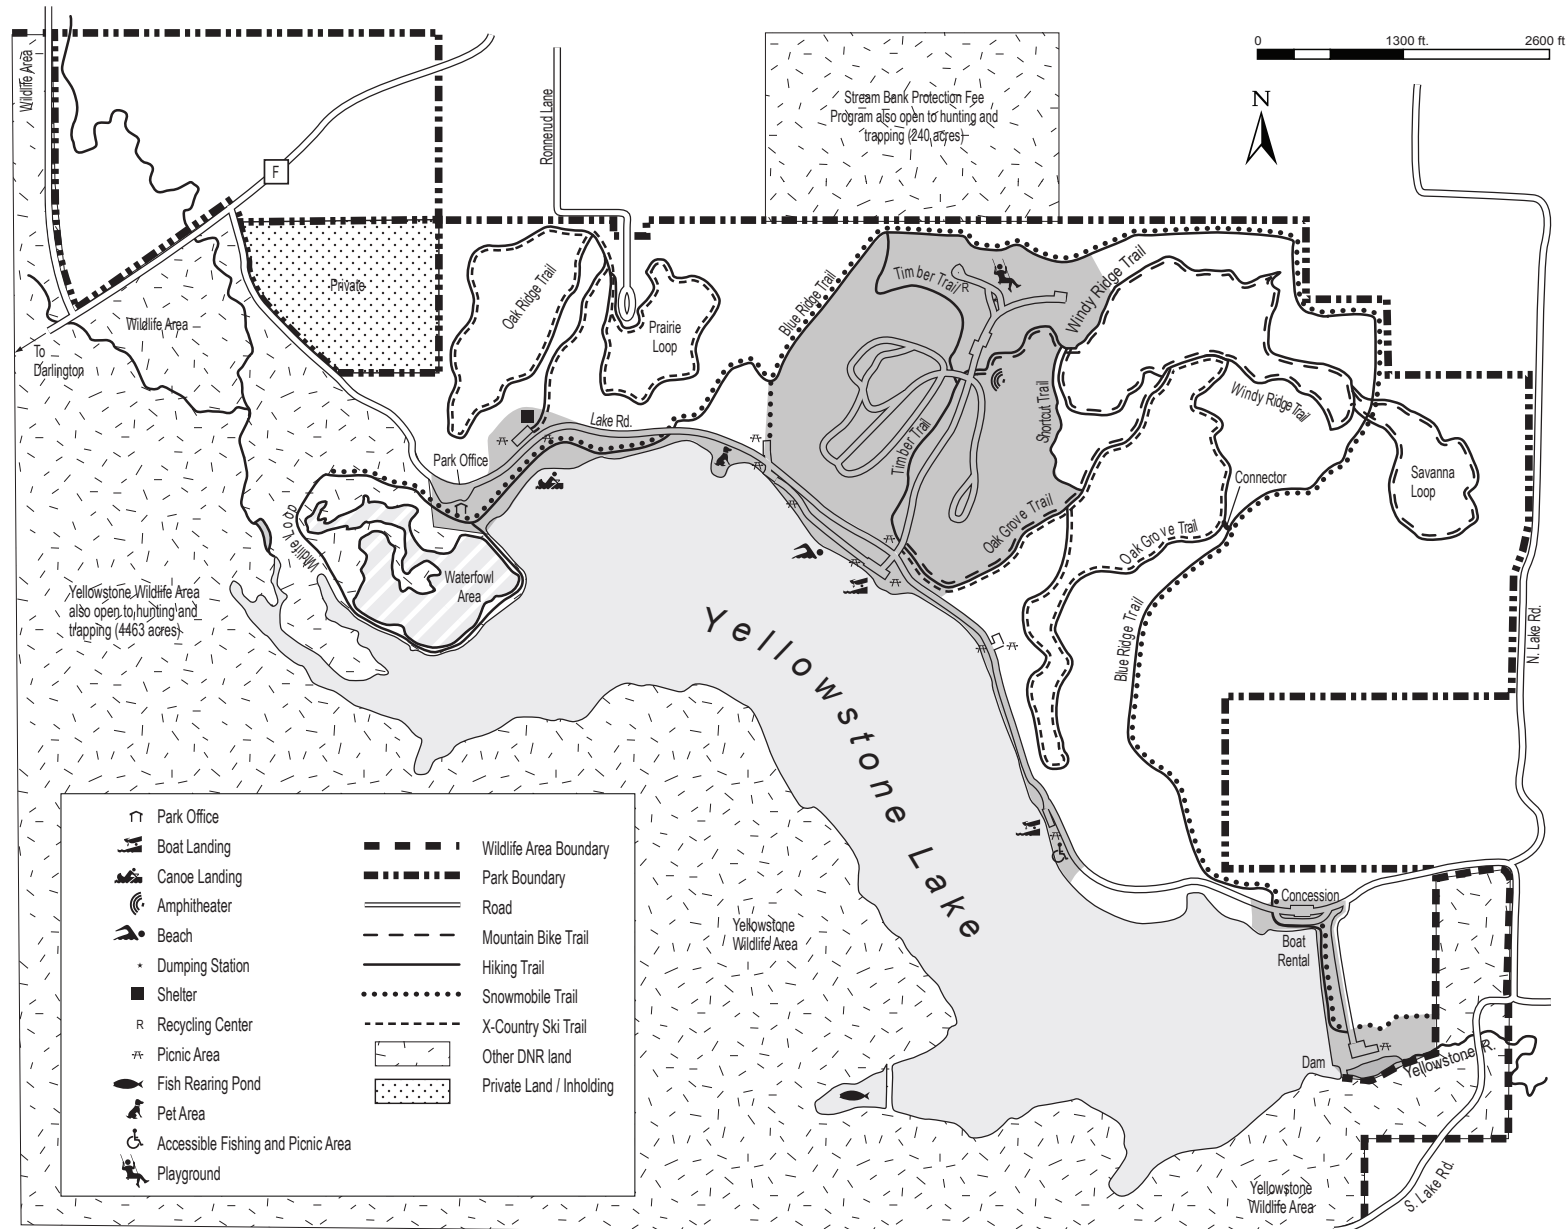 0 1300 ft. 2600 ft
N
Wildlife Area
F
Ronnerud Lane
Stream Bank Protection Fee
Program also open to hunting and
trapping (240 acres)
Private
Wildlife Area
To
Darlington
Oak Ridge Trail
Prairie
Loop
Blue Ridge Trail
Timber Trail
R
Windy Ridge Trail
Shortcut Trail
Windy Ridge Trail
Savanna
Loop
Connector
Lake Rd.
Park Office
Timber Trail
Oak Grove Trail
Oak Grove Trail
Wildlife Loop
Waterfowl
Area
Yellowstone Wildlife Area
also open to hunting and
trapping (4463 acres)
Blue Ridge Trail
N. Lake Rd.
Yellowstone Lake
Concession
Boat
Rental
Dam
Yellowstone R.
S. Lake Rd.
Yellowstone
Wildlife Area
Yellowstone
Wildlife Area
Park Office
Boat Landing
Canoe Landing
Amphitheater
Beach
Dumping Station
Shelter
R Recycling Center
Picnic Area
Fish Rearing Pond
Pet Area
Accessible Fishing and Picnic Area
Playground
Wildlife Area Boundary
Park Boundary
Road
Mountain Bike Trail
Hiking Trail
Snowmobile Trail
X-Country Ski Trail
Other DNR land
Private Land / Inholding